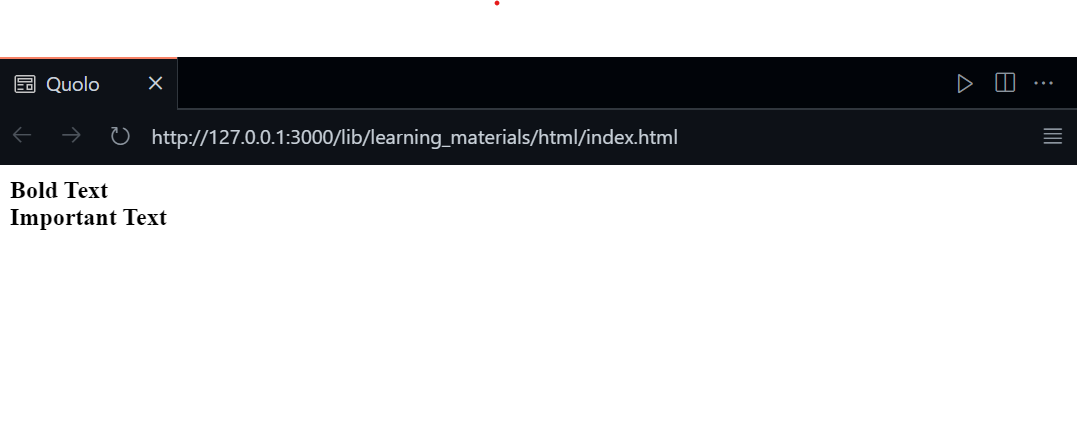 Quolo
http://127.0.0.1:3000/lib/learning_materials/html/index.html
Bold Text
Important Text